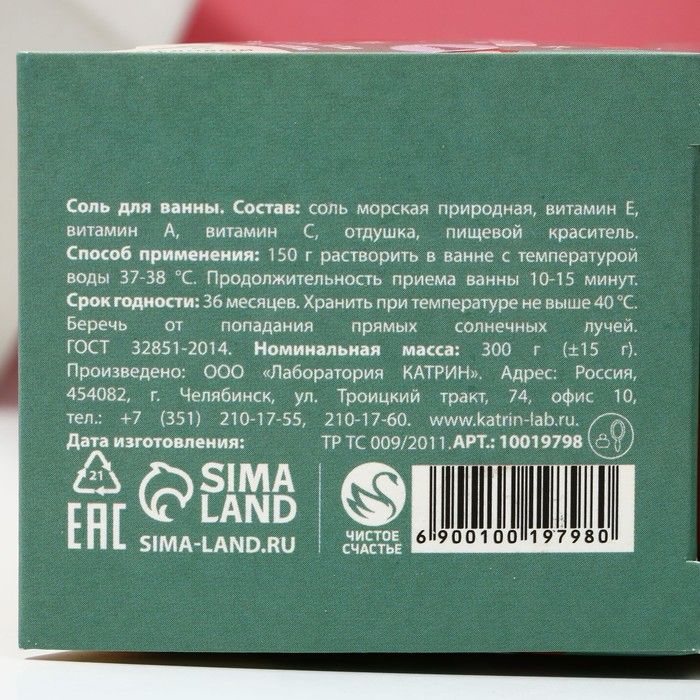 Соль для ванны. Состав: соль морская природная, витамин Е,
витамин А, витамин С, отдушка, пищевой краситель.
Способ применения: 150 г растворить в ванне с температурой
воды 37-38 °С. Продолжительность приема ванны 10-15 минут.
Срок годности: 36 месяцев. Хранить при температуре не выше 40 °С.
Беречь от попадания прямых солнечных лучей.
ГОСТ 32851-2014. Номинальная масса: 300 г (±15 г).
Произведено: ООО «Лаборатория КАТРИН». Адрес: Россия,
454082, г. Челябинск, ул. Троицкий тракт, 74, офис 10,
тел.: +7 (351) 210-17-55, 210-17-60. www.katrin-lab.ru.
Дата изготовления: ТР ТС 009/2011. АРТ.: 10019798
21
EAC
SIMA
LAND
SIMA-LAND.RU
ЧИСТОЕ
СЧАСТЬЕ
6 900100 197980